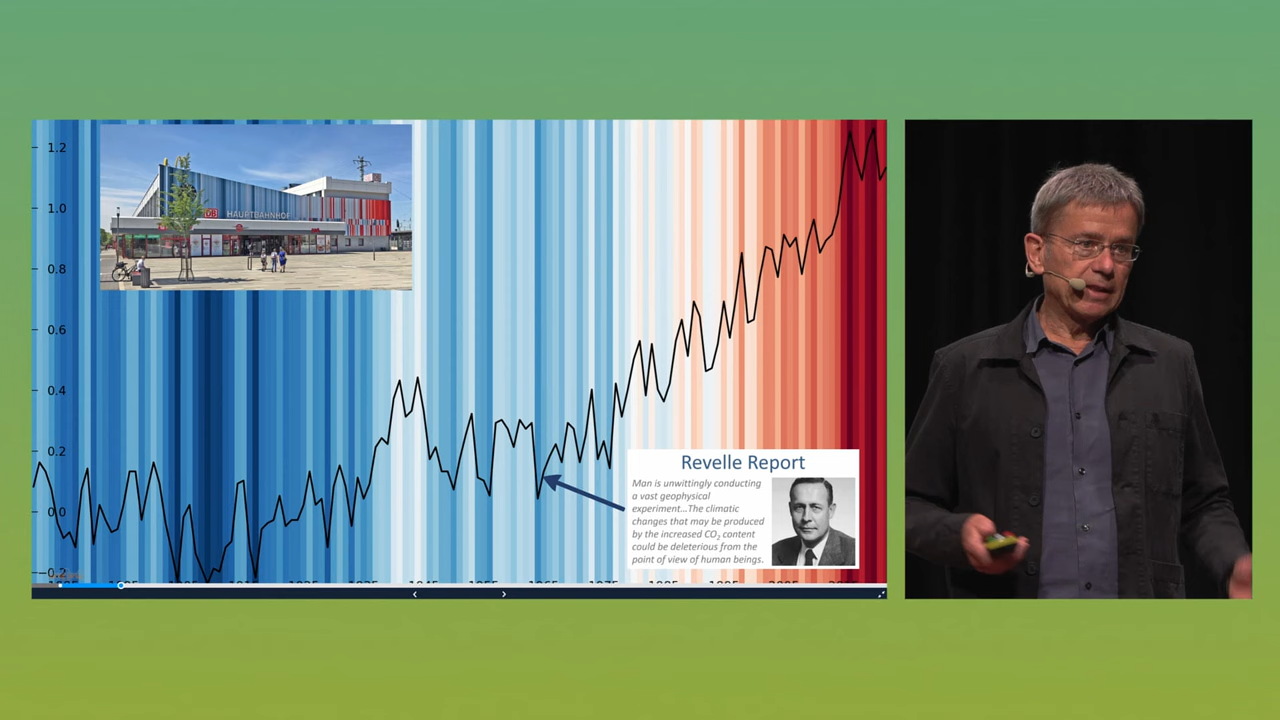 1.2
1.0
0.8
0.6
0.4
0.2
0.0
−0.2
DB HAUPTBAHNHOF
Revelle Report
Man is unwittingly conducting
a vast geophysical
experiment...The climatic
changes that may be produced
by the increased CO₂ content
could be deleterious from the
point of view of human beings.